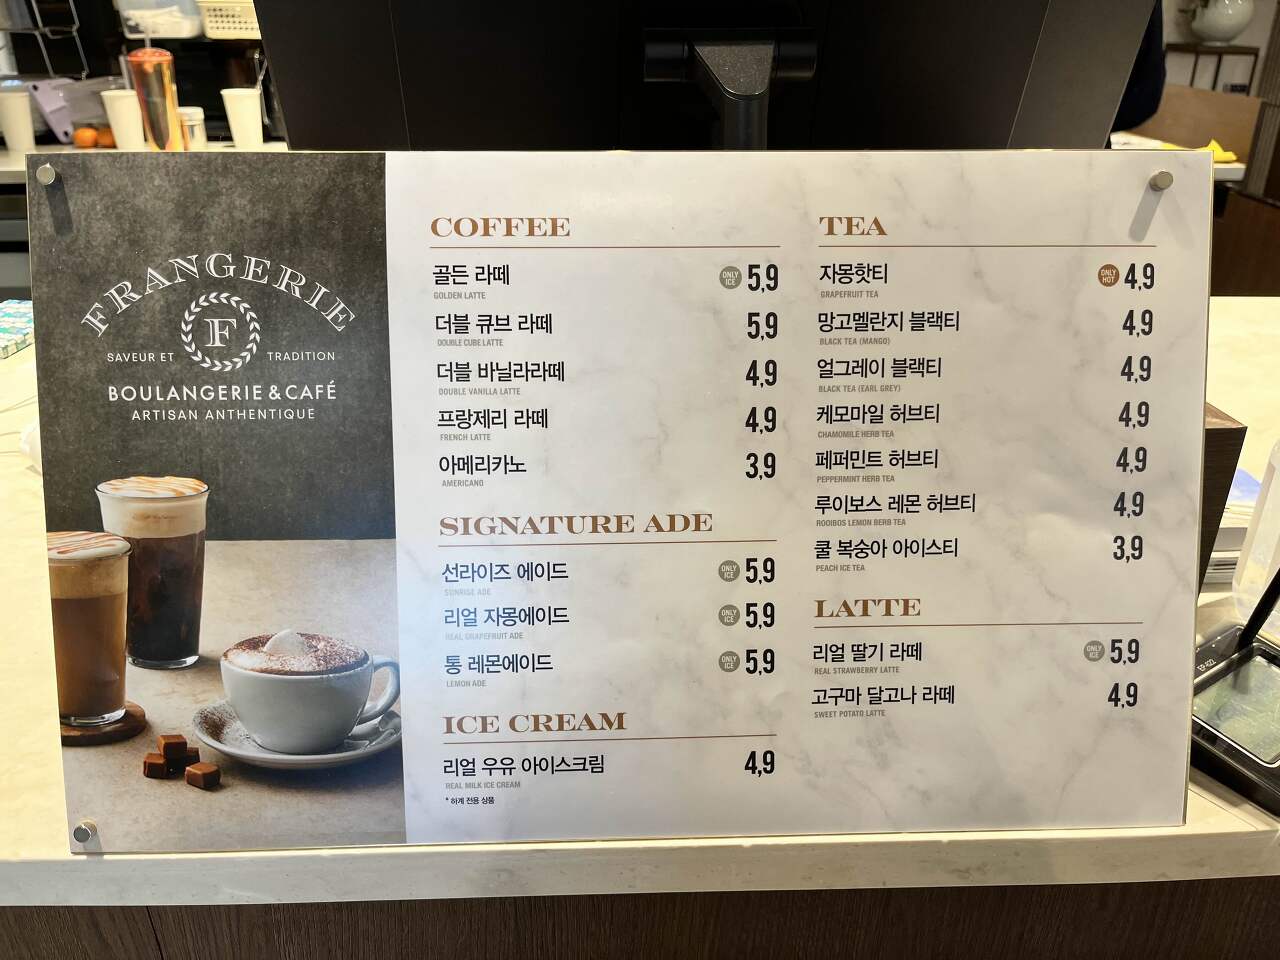 FRANGERIE
F
SAVEUR ET TRADITION
BOULANGERIE & CAFÉ
ARTISAN ANTHENTIQUE
COFFEE
골든 라떼 ONLY ICE 5,9
GOLDEN LATTE
더블 큐브 라떼 5,9
DOUBLE CUBE LATTE
더블 바닐라라떼 4,9
DOUBLE VANILLA LATTE
프랑제리 라떼 4,9
FRENCH LATTE
아메리카노 3,9
AMERICANO
SIGNATURE ADE
선라이즈 에이드 ONLY ICE 5,9
SUNRISE ADE
리얼 자몽에이드 ONLY ICE 5,9
REAL GRAPEFRUIT ADE
통 레몬에이드 ONLY ICE 5,9
LEMON ADE
ICE CREAM
리얼 우유 아이스크림 4,9
REAL MILK ICE CREAM
* 하계 전용 상품
TEA
자몽핫티 ONLY HOT 4,9
GRAPEFRUIT TEA
망고멜란지 블랙티 4,9
BLACK TEA (MANGO)
얼그레이 블랙티 4,9
BLACK TEA (EARL GREY)
케모마일 허브티 4,9
CHAMOMILE HERB TEA
페퍼민트 허브티 4,9
PEPPERMINT HERB TEA
루이보스 레몬 허브티 4,9
ROOIBOS LEMON BERB TEA
쿨 복숭아 아이스티 3,9
PEACH ICE TEA
LATTE
리얼 딸기 라떼 ONLY ICE 5,9
REAL STRAWBERRY LATTE
고구마 달고나 라떼 4,9
SWEET POTATO LATTE